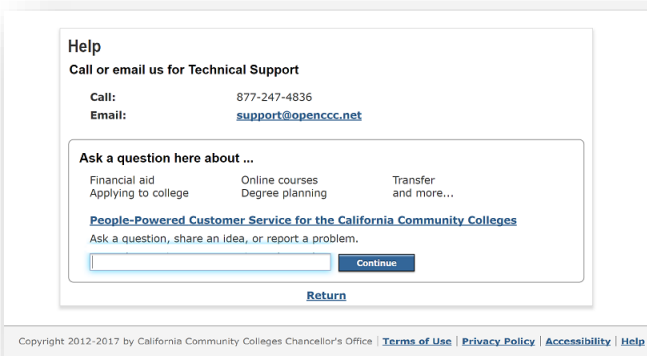 Help
Call or email us for Technical Support
Call: 877-247-4836
Email: support@openccc.net
Ask a question here about ...
Financial aid Online courses Transfer
Applying to college Degree planning and more...
People-Powered Customer Service for the California Community Colleges
Ask a question, share an idea, or report a problem.
Continue
Return
Copyright 2012-2017 by California Community Colleges Chancellor's Office | Terms of Use | Privacy Policy | Accessibility | Help